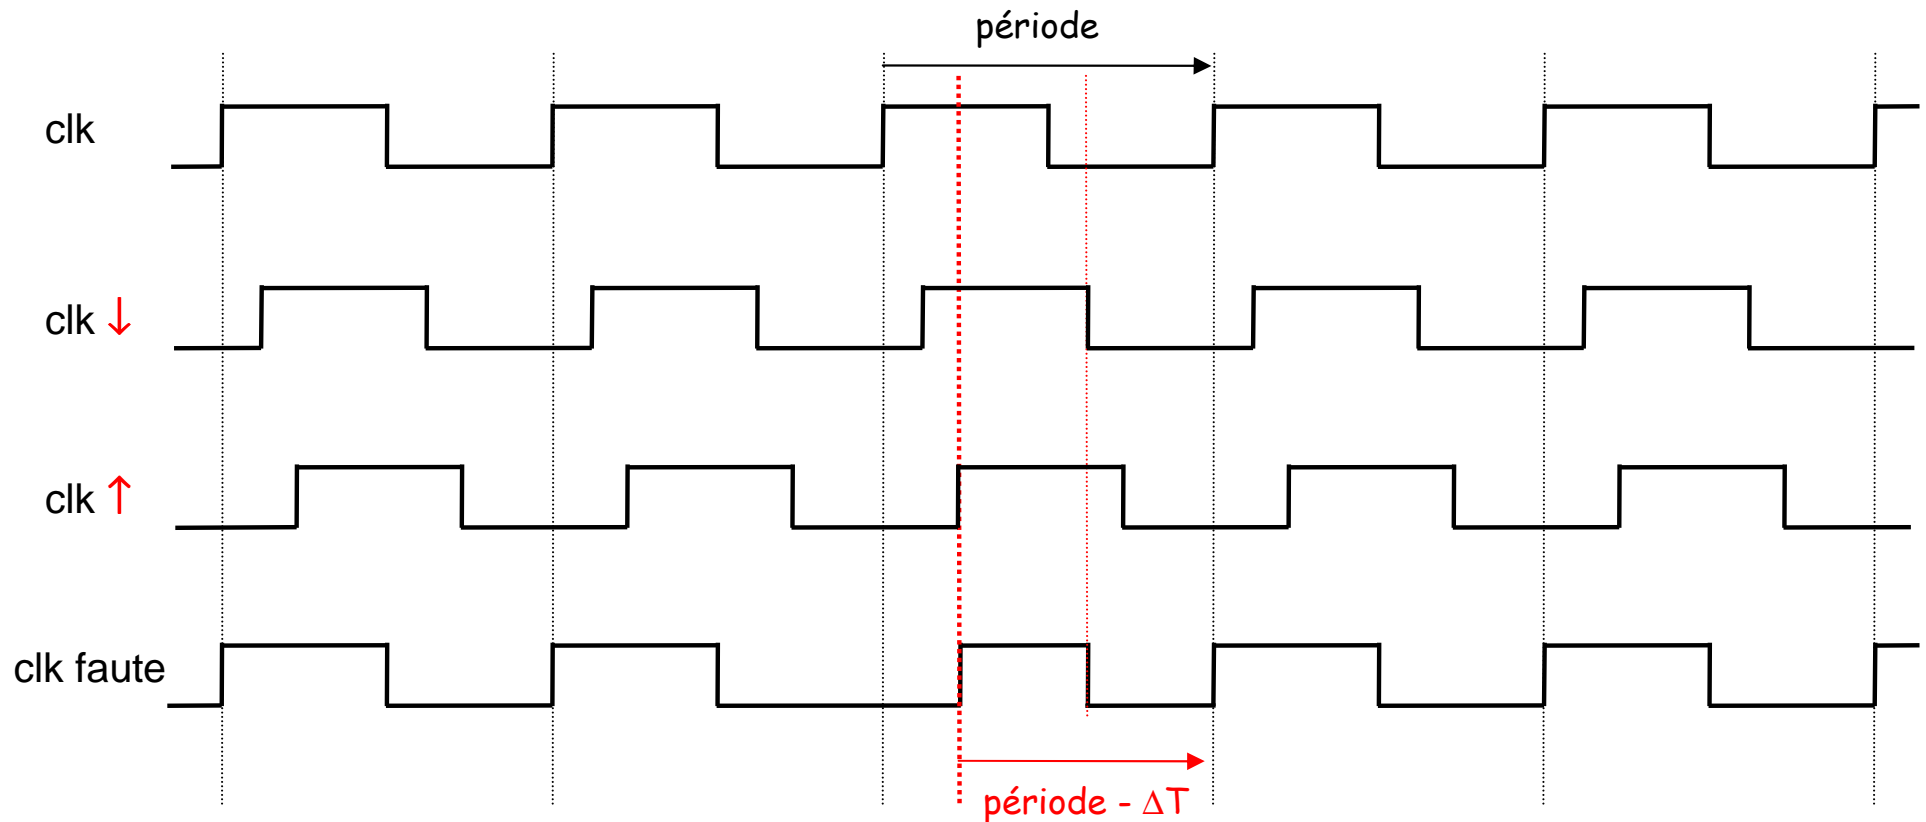 période
clk
clk ↓
clk ↑
clk faute
période - ΔT